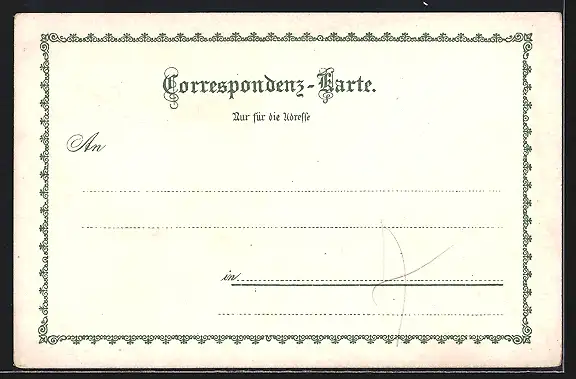 Correspondenz-Karte.
Nur für die Adresse
An
in